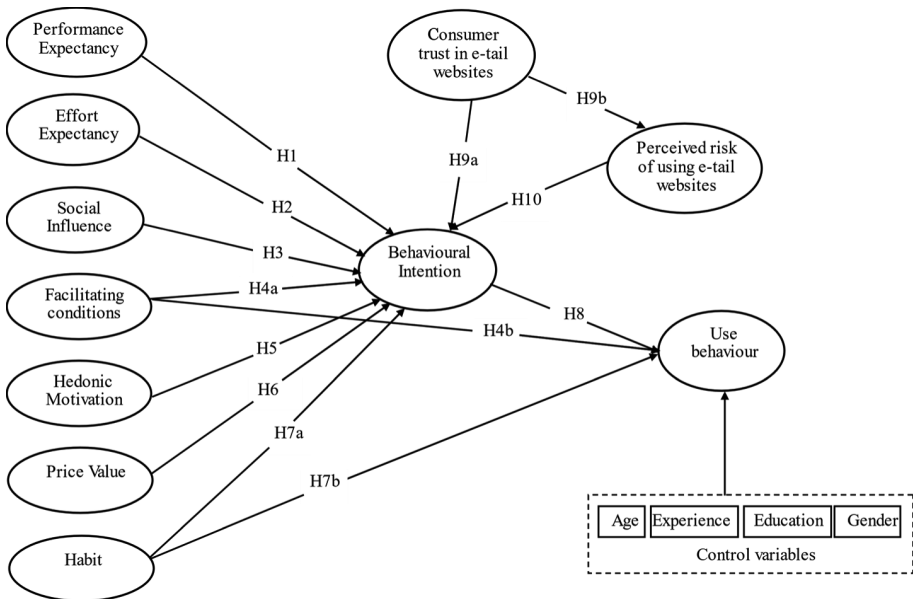 Performance
Expectancy
Effort
Expectancy
Social
Influence
Facilitating
conditions
Hedonic
Motivation
Price Value
Habit
Consumer
trust in e-tail
websites
Perceived risk
of using e-tail
websites
Behavioural
Intention
Use
behaviour
H1
H2
H3
H4a
H4b
H5
H6
H7a
H7b
H8
H9a
H9b
H10
Age Experience Education Gender
Control variables